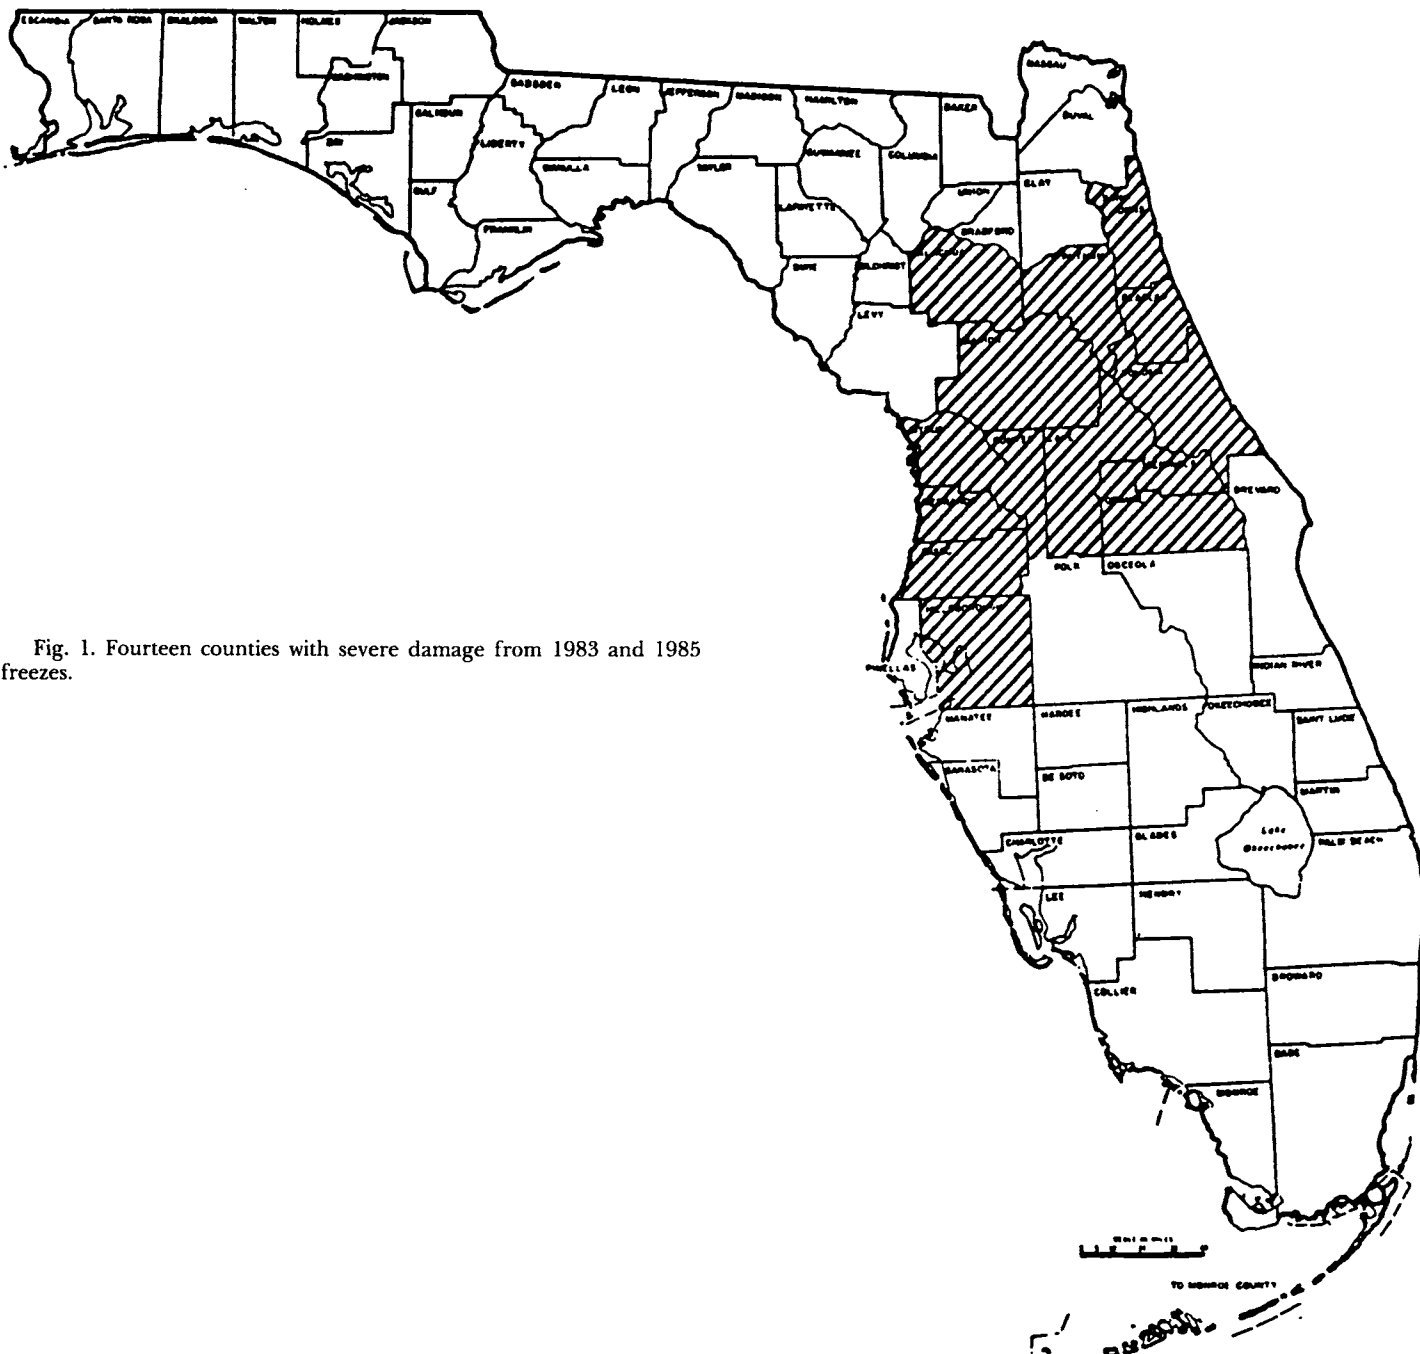 ESCAMBIA
SANTA ROSA
OKALOOSA
WALTON
HOLMES
JACKSON
WASHINGTON
BAY
CALHOUN
GULF
GADSDEN
LIBERTY
FRANKLIN
LEON
WAKULLA
JEFFERSON
MADISON
TAYLOR
HAMILTON
SUWANNEE
LAFAYETTE
DIXIE
COLUMBIA
GILCHRIST
LEVY
BAKER
UNION
BRADFORD
NASSAU
DUVAL
CLAY
BREVARD
POLK
OSCEOLA
HILLSBOROUGH
PINELLAS
INDIAN RIVER
MANATEE
HARDEE
HIGHLANDS
OKEECHOBEE
SAINT LUCIE
SARASOTA
DE SOTO
MARTIN
CHARLOTTE
GLADES
Lake
Okeechobee
PALM BEACH
LEE
HENDRY
COLLIER
BROWARD
DADE
MONROE
TO MONROE COUNTY
Fig. 1. Fourteen counties with severe damage from 1983 and 1985
freezes.